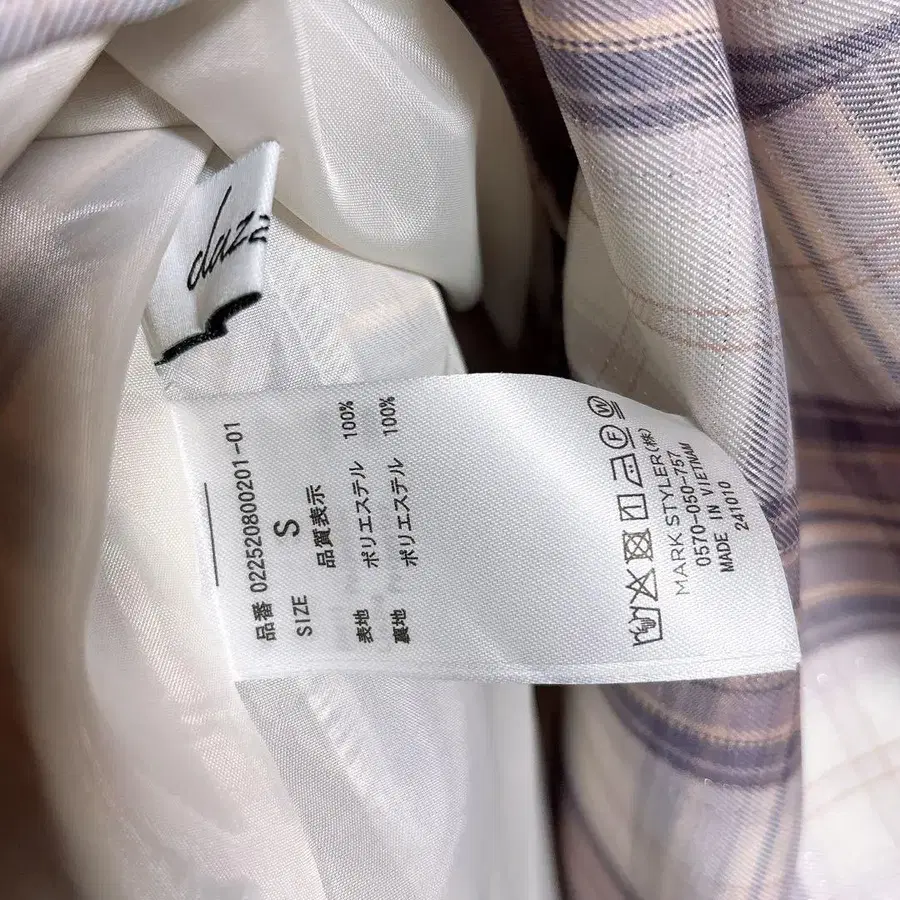 daz
品番 022520800201-01
SIZE S
品質表示
表地 ポリエステル 100%
裏地 ポリエステル 100%
MARK STYLER(株)
0570-050-757
MADE IN VIETNAM
241010